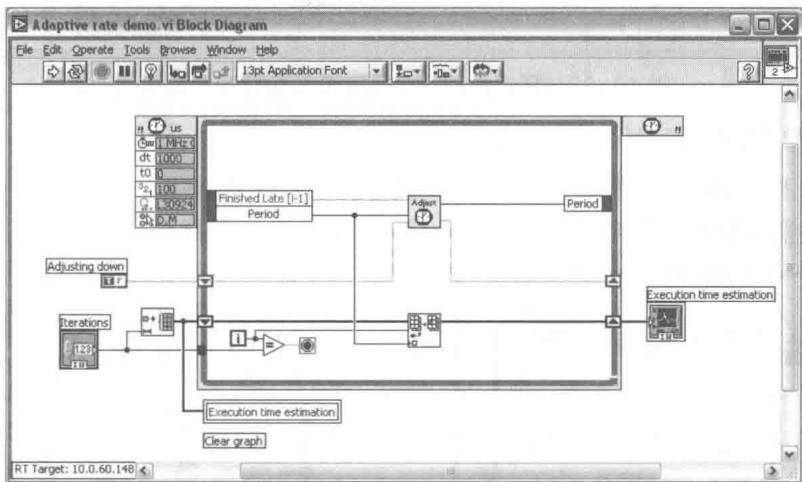 Adaptive rate demo.vi Block Diagram
File Edit Operate Tools Browse Window Help
13pt Application Font
2
us
1 MHz
dt 1000
t0 0
100
D,M
Finished Late [i-1]
Period
Adjust
Period
Adjusting down
Execution time estimation
Iterations
123
i
=
Execution time estimation
Clear graph
RT Target: 10.0.60.148